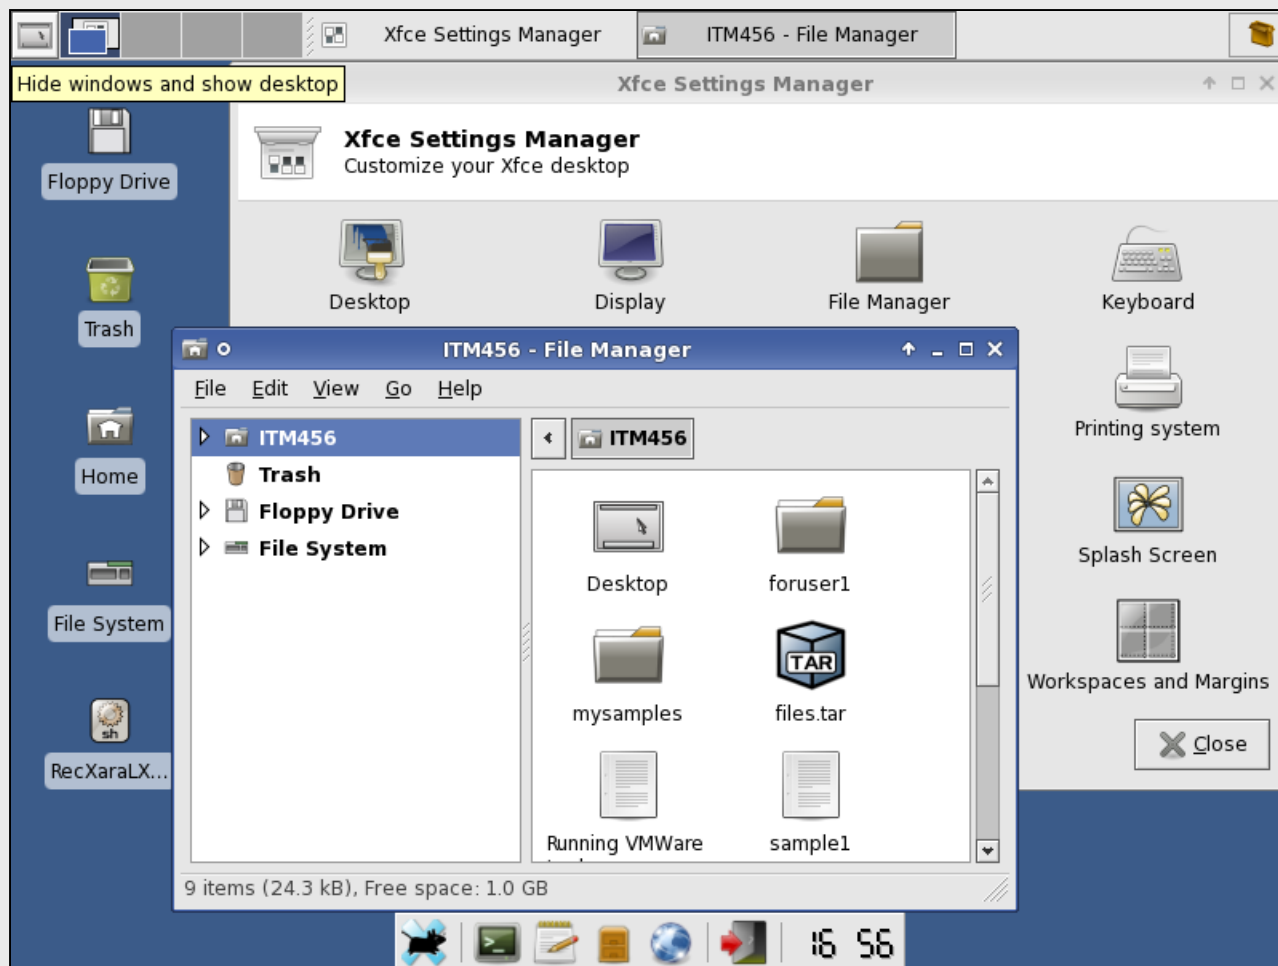 Xfce Settings Manager
ITM456 - File Manager
Hide windows and show desktop
Xfce Settings Manager
Xfce Settings Manager
Customize your Xfce desktop
Floppy Drive
Trash
Home
File System
sh
RecXaraLX...
Desktop
Display
File Manager
Keyboard
Printing system
Splash Screen
Workspaces and Margins
Close
ITM456 - File Manager
File Edit View Go Help
ITM456
Trash
Floppy Drive
File System
ITM456
Desktop
foruser1
mysamples
TAR
files.tar
Running VMWare
sample1
9 items (24.3 kB), Free space: 1.0 GB
16 56